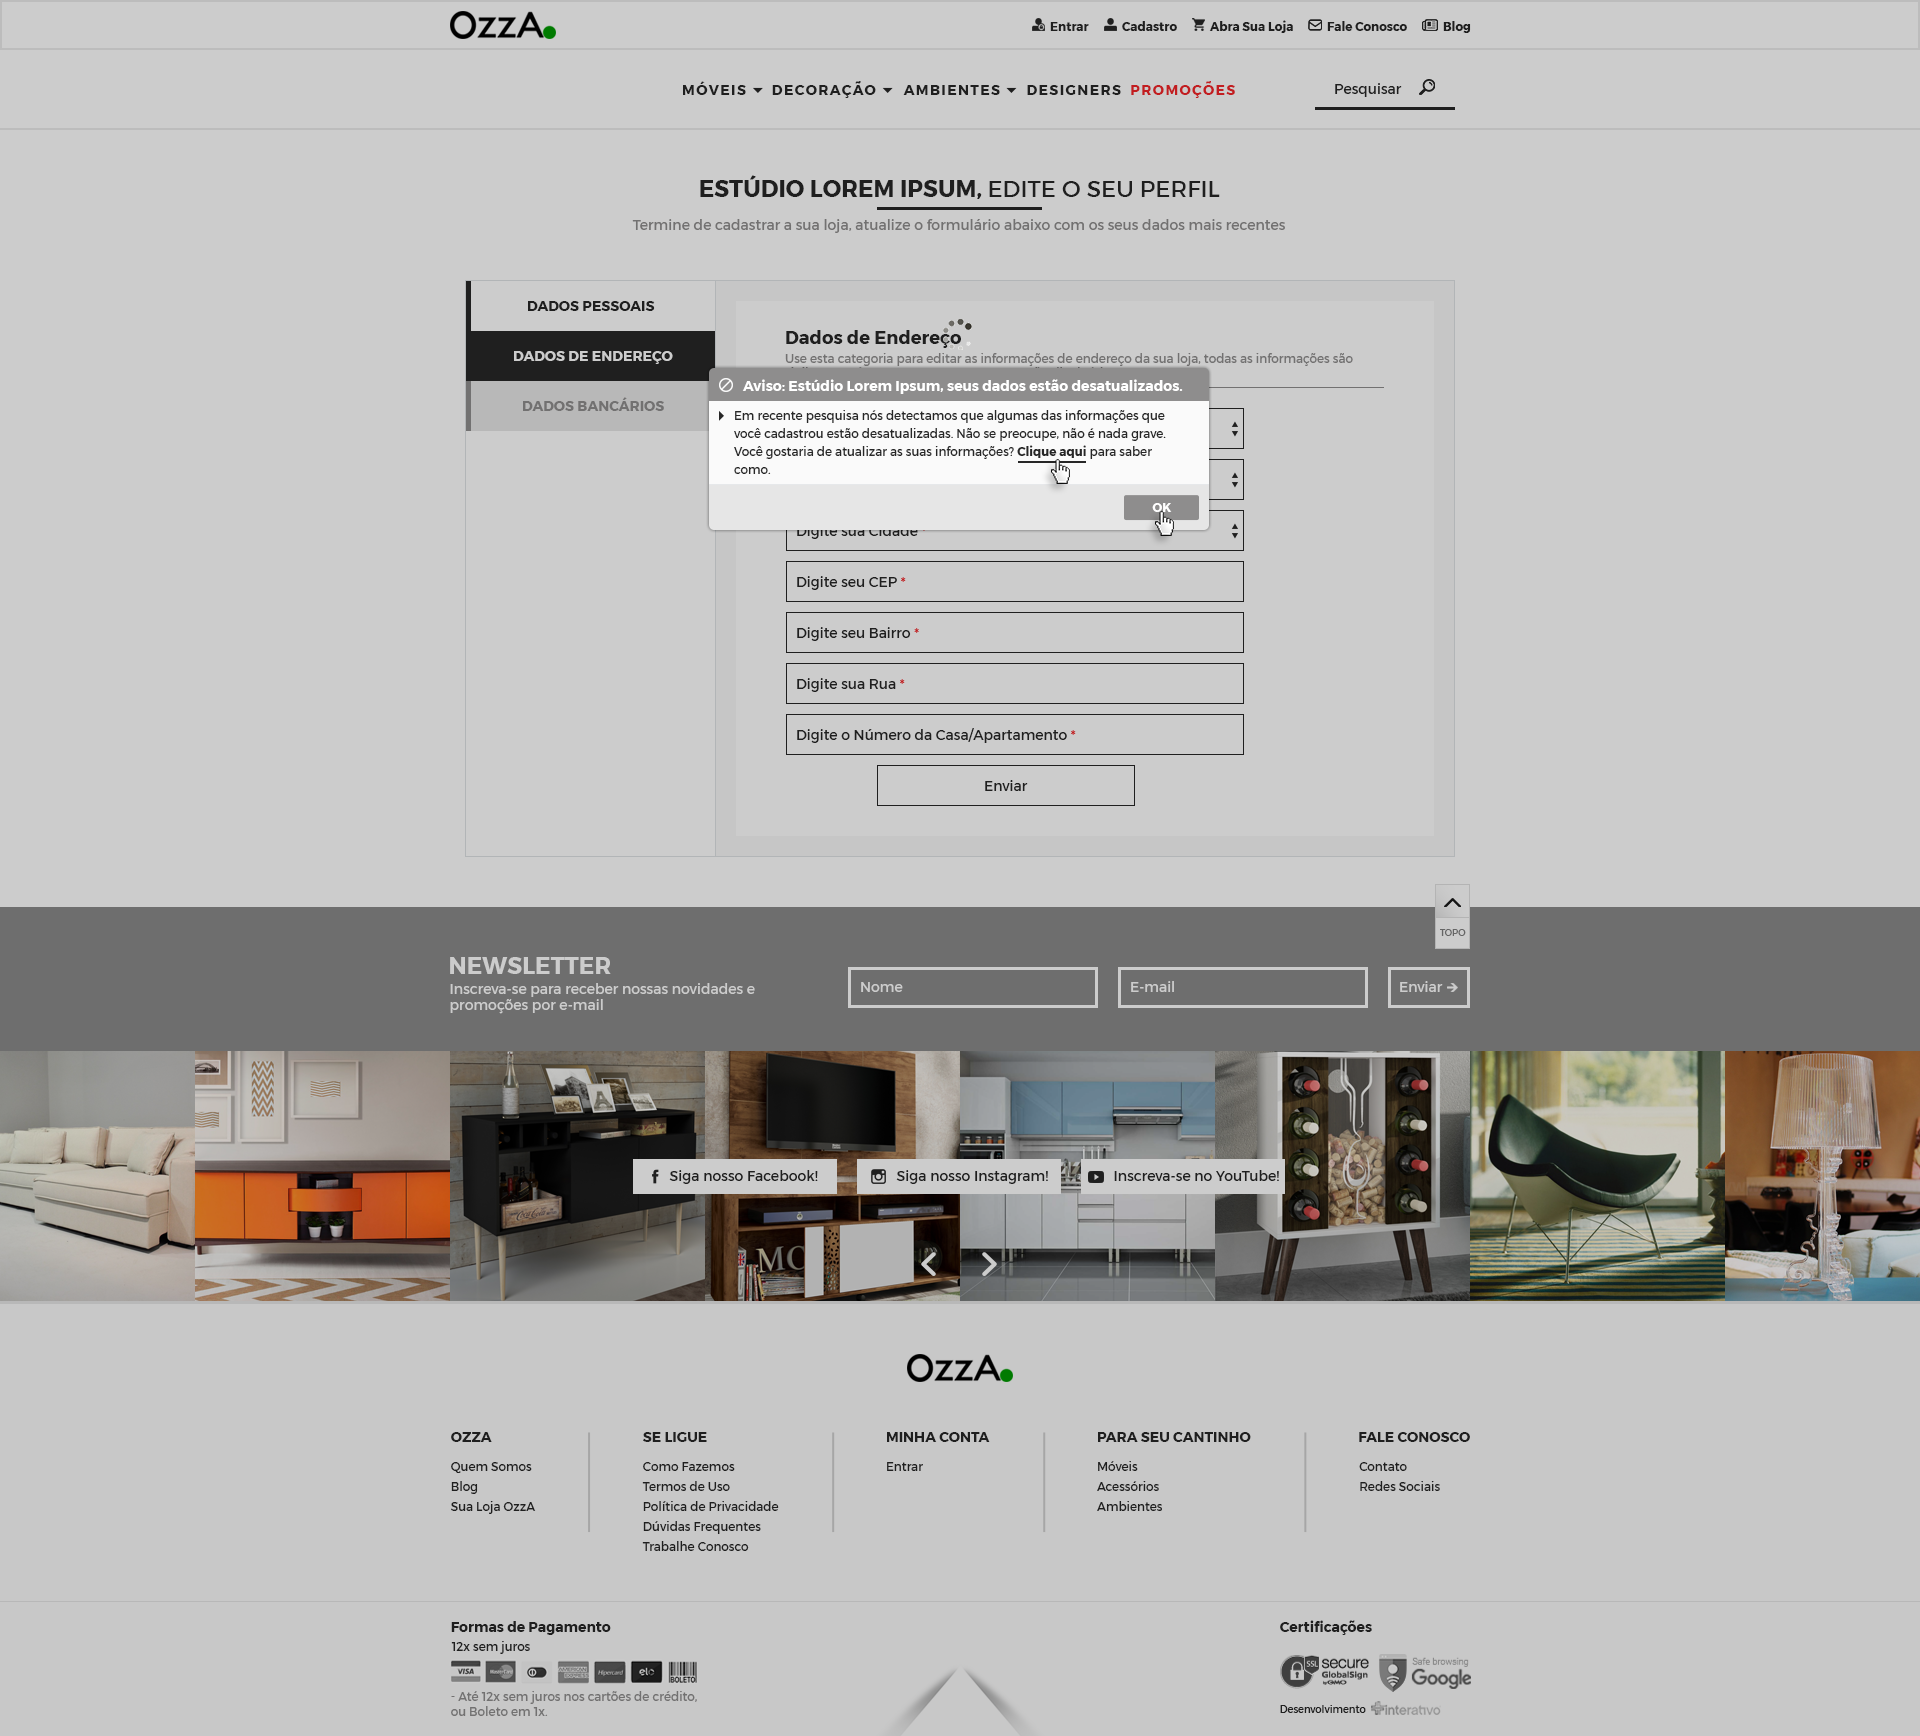 OZZA
Entrar
Cadastro
Abra Sua Loja
Fale Conosco
Blog
MÓVEIS
DECORAÇÃO
AMBIENTES
DESIGNERS
PROMOÇÕES
Pesquisar
ESTÚDIO LOREM IPSUM, EDITE O SEU PERFIL
Termine de cadastrar a sua loja, atualize o formulário abaixo com os seus dados mais recentes
DADOS PESSOAIS
DADOS DE ENDEREÇO
DADOS BANCÁRIOS
Dados de Endereço
Use esta categoria para editar as informações de endereço da sua loja, todas as informações são
Aviso: Estúdio Lorem Ipsum, seus dados estão desatualizados.
Em recente pesquisa nós detectamos que algumas das informações que
você cadastrou estão desatualizadas. Não se preocupe, não é nada grave.
Você gostaria de atualizar as suas informações? Clique aqui para saber
como.
OK
Digite sua Cidade
Digite seu CEP *
Digite seu Bairro *
Digite sua Rua *
Digite o Número da Casa/Apartamento *
Enviar
TOPO
NEWSLETTER
Inscreva-se para receber nossas novidades e
promoções por e-mail
Nome
E-mail
Enviar
Siga nosso Facebook!
Siga nosso Instagram!
Inscreva-se no YouTube!
OZZA
OZZA
Quem Somos
Blog
Sua Loja OzzA
SE LIGUE
Como Fazemos
Termos de Uso
Política de Privacidade
Dúvidas Frequentes
Trabalhe Conosco
MINHA CONTA
Entrar
PARA SEU CANTINHO
Móveis
Acessórios
Ambientes
FALE CONOSCO
Contato
Redes Sociais
Formas de Pagamento
12x sem juros
VISA
MasterCard
Hipercard
elo
BOLETO
- Até 12x sem juros nos cartões de crédito,
ou Boleto em 1x.
Certificações
SSL
secure
GlobalSign
by GMO
Safe browsing
Google
Desenvolvimento
interativo